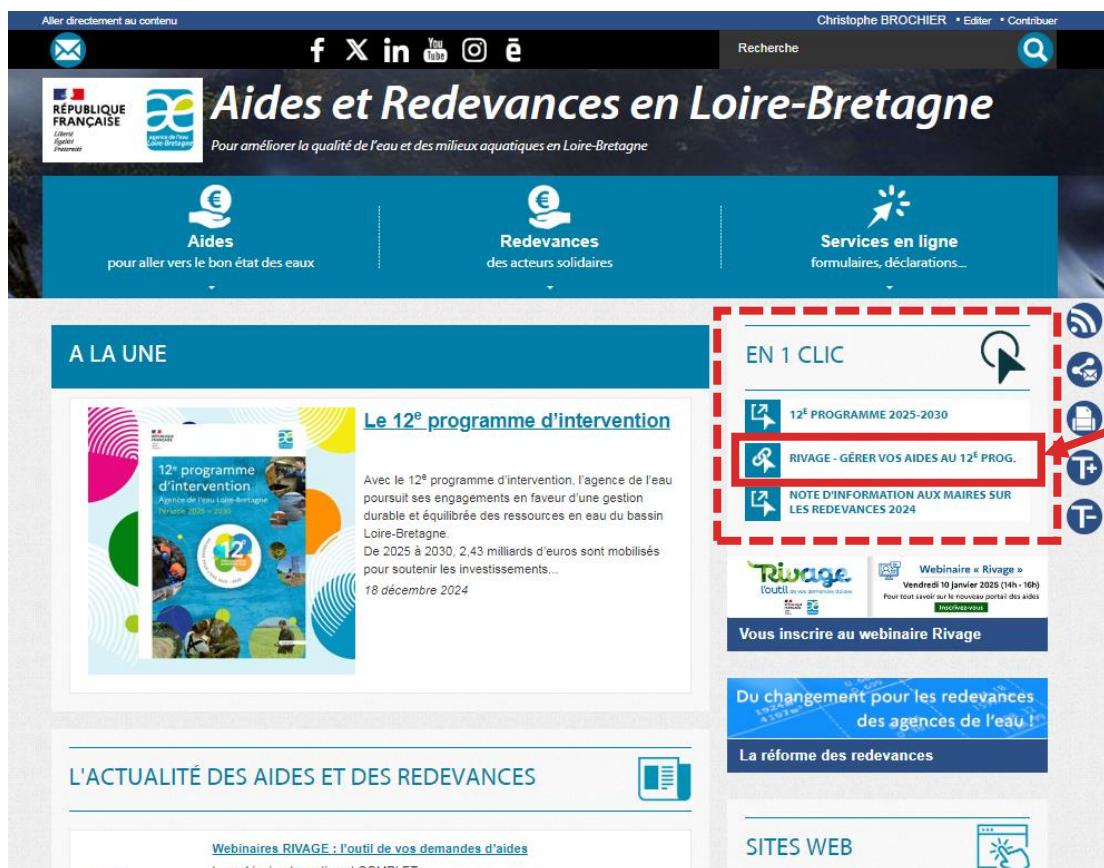 Aller directement au contenu
Christophe BROCHIER • Editer • Contribuer
f X in You Tube ē
Recherche
RÉPUBLIQUE
FRANÇAISE
Liberté
Égalité
Fraternité
agence de l'eau
Loire-Bretagne
Aides et Redevances en Loire-Bretagne
Pour améliorer la qualité de l'eau et des milieux aquatiques en Loire-Bretagne
Aides
pour aller vers le bon état des eaux
Redevances
des acteurs solidaires
Services en ligne
formulaires, déclarations...
A LA UNE
12e programme
d'intervention
Agence de l'eau Loire-Bretagne
Période 2025 - 2030
12e
Le 12e programme d'intervention
Avec le 12e programme d'intervention, l'agence de l'eau
poursuit ses engagements en faveur d'une gestion
durable et équilibrée des ressources en eau du bassin
Loire-Bretagne.
De 2025 à 2030, 2,43 milliards d'euros sont mobilisés
pour soutenir les investissements...
18 décembre 2024
EN 1 CLIC
12E PROGRAMME 2025-2030
RIVAGE - GÉRER VOS AIDES AU 12E PROG.
NOTE D'INFORMATION AUX MAIRES SUR
LES REDEVANCES 2024
T+
T-
Rivage
l'outil de vos demandes d'aides
Webinaire « Rivage »
Vendredi 10 janvier 2025 (14h - 16h)
Pour tout savoir sur le nouveau portail des aides
Inscrivez-vous
Vous inscrire au webinaire Rivage
Du changement pour les redevances
des agences de l'eau !
La réforme des redevances
L'ACTUALITÉ DES AIDES ET DES REDEVANCES
Webinaires RIVAGE : l'outil de vos demandes d'aides
SITES WEB